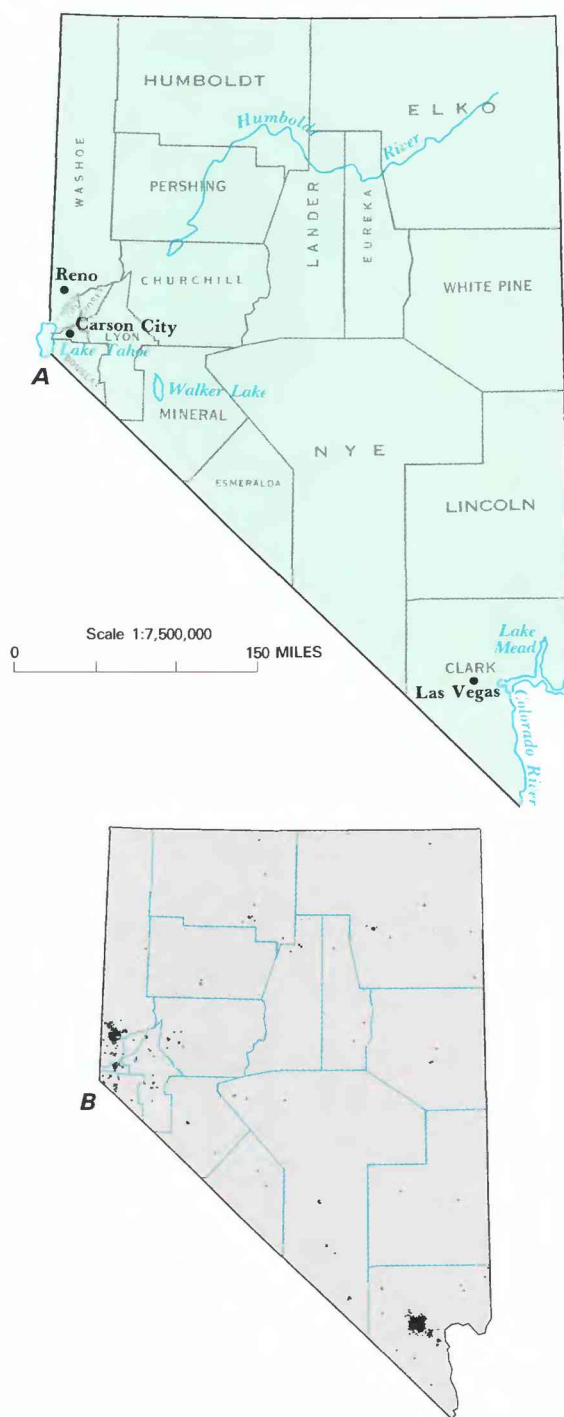 HUMBOLDT
ELKO
Humboldt
River
WASHOE
PERSHING
LANDER
EUREKA
CHURCHILL
WHITE PINE
Reno
Carson City
LYON
Lake Tahoe
DOUGLAS
A
Walker Lake
MINERAL
NYE
ESMERALDA
LINCOLN
Scale 1:7,500,000
0
150 MILES
Lake
Mead
CLARK
Las Vegas
Colorado River
B